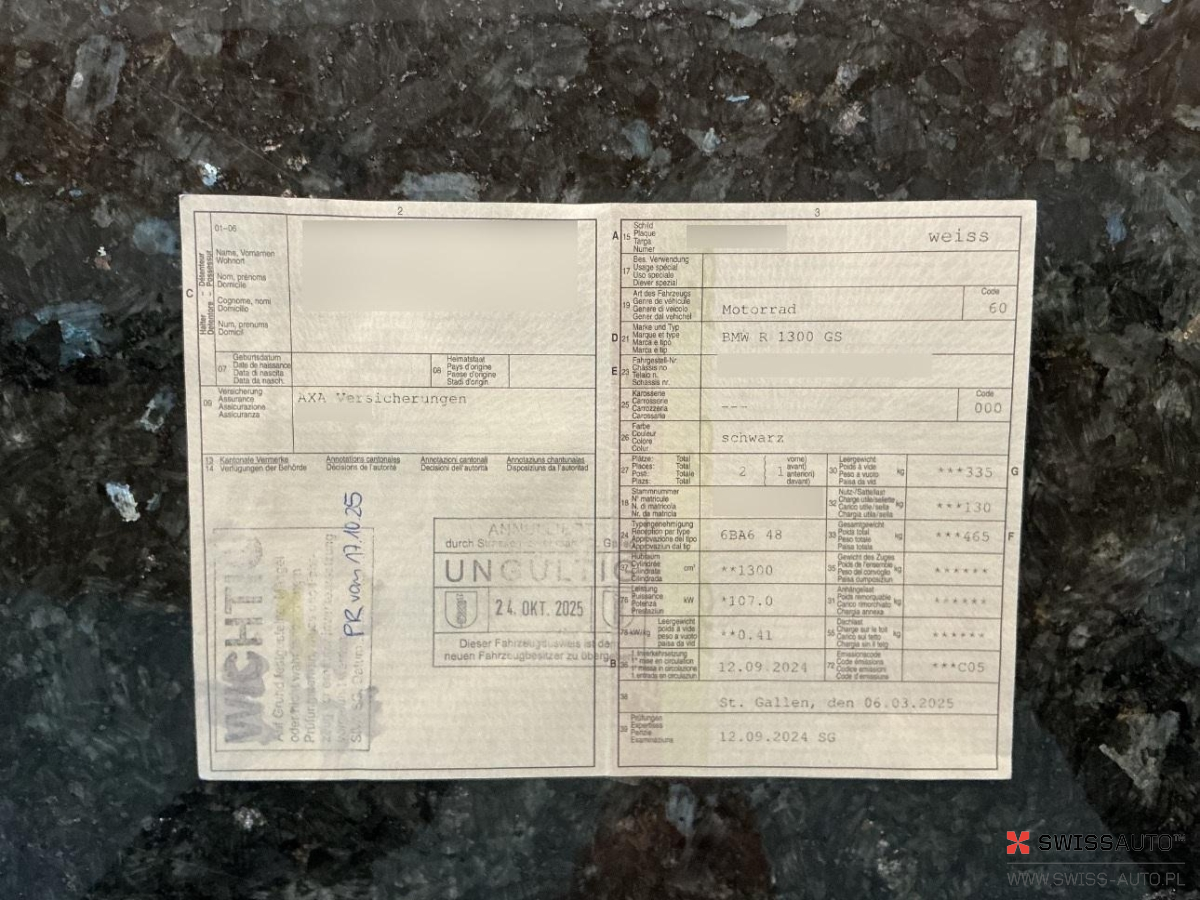 2
C
Halter – Détenteur
Detentore – Possessur
01–06
Name, Vornamen
Wohnort
Nom, prénoms
Domicile
Cognome, nomi
Domicilio
Num, prenums
Domicil
07
Geburtsdatum
Date de naissance
Data di nascita
Data da nasch.
08
Heimatstaat
Pays d'origine
Paese d'origine
Stadi d'origin
09
Versicherung
Assurance
Assicurazione
Assicuranza
AXA Versicherungen
13
14
Kantonale Vermerke
Verfügungen der Behörde
Annotations cantonales
Décisions de l'autorité
Annotazioni cantonali
Decisioni dell'autorità
Annotaziuns chantunalas
Disposiziuns da l'autoritad
WICHTIG
PR vom 17.10.25
durch
UNGÜLTIG
24. OKT. 2025
Dieser Fahrzeugausweis ist dem
neuen Fahrzeugbesitzer zu übergeben
3
A
15
Schild
Plaque
Targa
Numer
weiss
17
Bes. Verwendung
Usage spécial
Uso speciale
Diever spezial
19
Art des Fahrzeugs
Genre de véhicule
Genere di veicolo
Gener dal vehichel
Motorrad
Code
60
D
21
Marke und Typ
Marque et type
Marca e tipo
Marca e tip
BMW R 1300 GS
E
23
Fahrgestell-Nr.
Châssis no
Telaio n.
Schassis nr.
25
Karosserie
Carrosserie
Carrozzeria
Carossaria
---
Code
000
26
Farbe
Couleur
Colore
Colur
schwarz
27
Plätze: Total
Places: Total
Posti: Totale
Plazs: Total
2
1
vorne)
avant)
anteriori)
davant)
30
Leergewicht
Poids à vide
Peso a vuoto
Paisa da vid
kg
***335
G
18
Stammnummer
N° matricule
N. di matricola
Nr. da matricla
32
Nutz-/Sattellast
Charge utile/sellette
Carico utile/sella
Chargia utila/sella
kg
***130
24
Typengenehmigung
Réception par type
Approvazione del tipo
Approvaziun dal tip
6BA6 48
33
Gesamtgewicht
Poids total
Peso totale
Paisa totala
kg
***465
F
37
Hubraum
Cylindrée
Cilindrata
Cilindrada
cm³
**1300
35
Gewicht des Zuges
Poids de l'ensemble
Peso del convoglio
Paisa cumposiziun
kg
******
76
Leistung
Puissance
Potenza
Prestaziun
kW
*107.0
31
Anhängelast
Poids remorquable
Carico rimorchiato
Chargia annexa
kg
******
78
kW/kg
Leergewicht
poids à vide
peso a vuoto
paisa da vid
**0.41
55
Dachlast
Charge sur le toit
Carico sul tetto
Chargia sin il tetg
kg
******
B
36
1. Inverkehrsetzung
1re mise en circulation
1a messa in circolazione
1. entrada en circulaziun
12.09.2024
72
Emissionscode
Code émissions
Codice emissioni
Code d'emissiuns
***C05
38
St. Gallen, den 06.03.2025
39
Prüfungen
Expertises
Perizie
Examinaziuns
12.09.2024 SG
SWISSAUTO™
WWW.SWISS-AUTO.PL